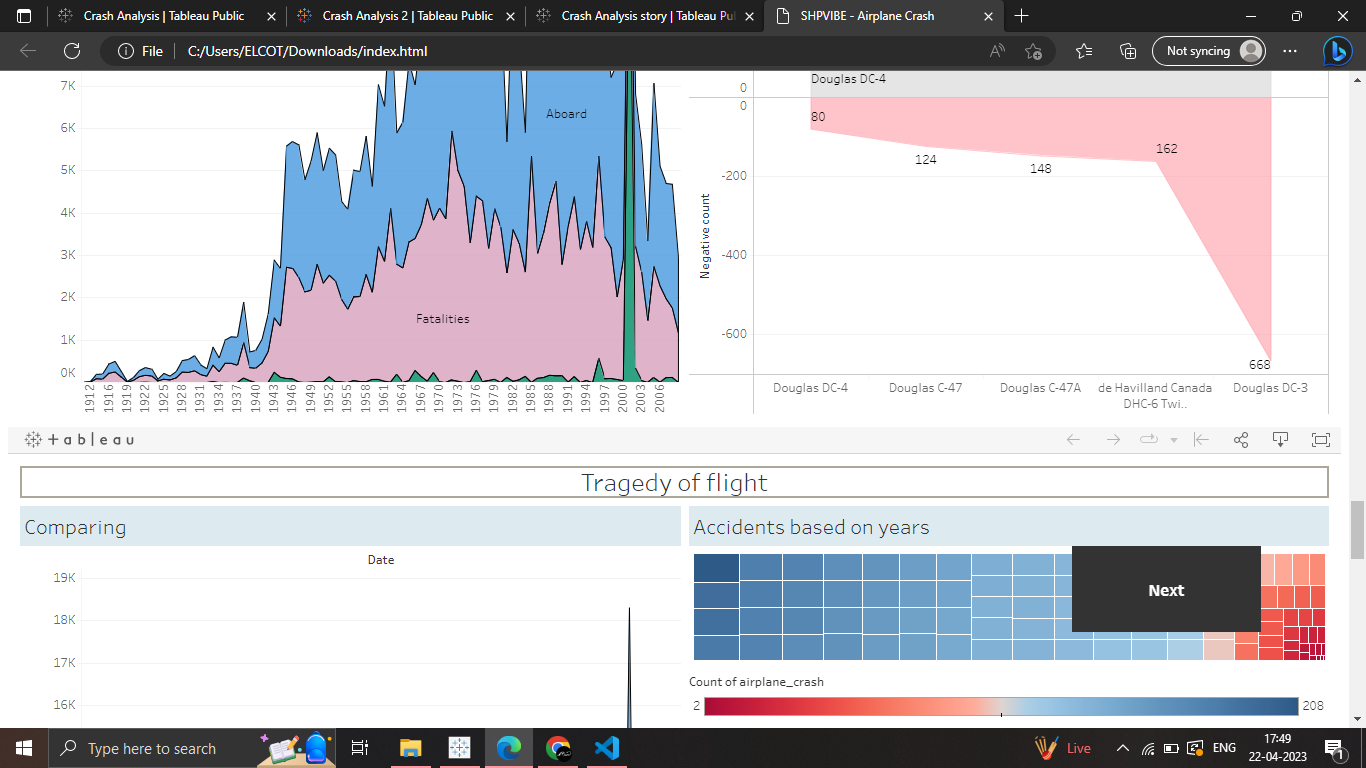 Crash Analysis | Tableau Public
Crash Analysis 2 | Tableau Public
Crash Analysis story | Tableau Pu
SHPVIBE - Airplane Crash
File
C:/Users/ELCOT/Downloads/index.html
Not syncing
7K
6K
5K
4K
3K
2K
1K
0K
Aboard
Fatalities
1912
1916
1919
1922
1925
1928
1931
1934
1937
1940
1943
1946
1949
1952
1955
1958
1961
1964
1967
1970
1973
1976
1979
1982
1985
1988
1991
1994
1997
2000
2003
2006
Douglas DC-4
0
0
-200
-400
-600
Negative count
80
124
148
162
668
Douglas DC-4
Douglas C-47
Douglas C-47A
de Havilland Canada
DHC-6 Twi..
Douglas DC-3
+ableau
Tragedy of flight
Comparing
Date
19K
18K
17K
16K
Accidents based on years
Next
Count of airplane_crash
2
208
Type here to search
Live
ENG
17:49
22-04-2023
1